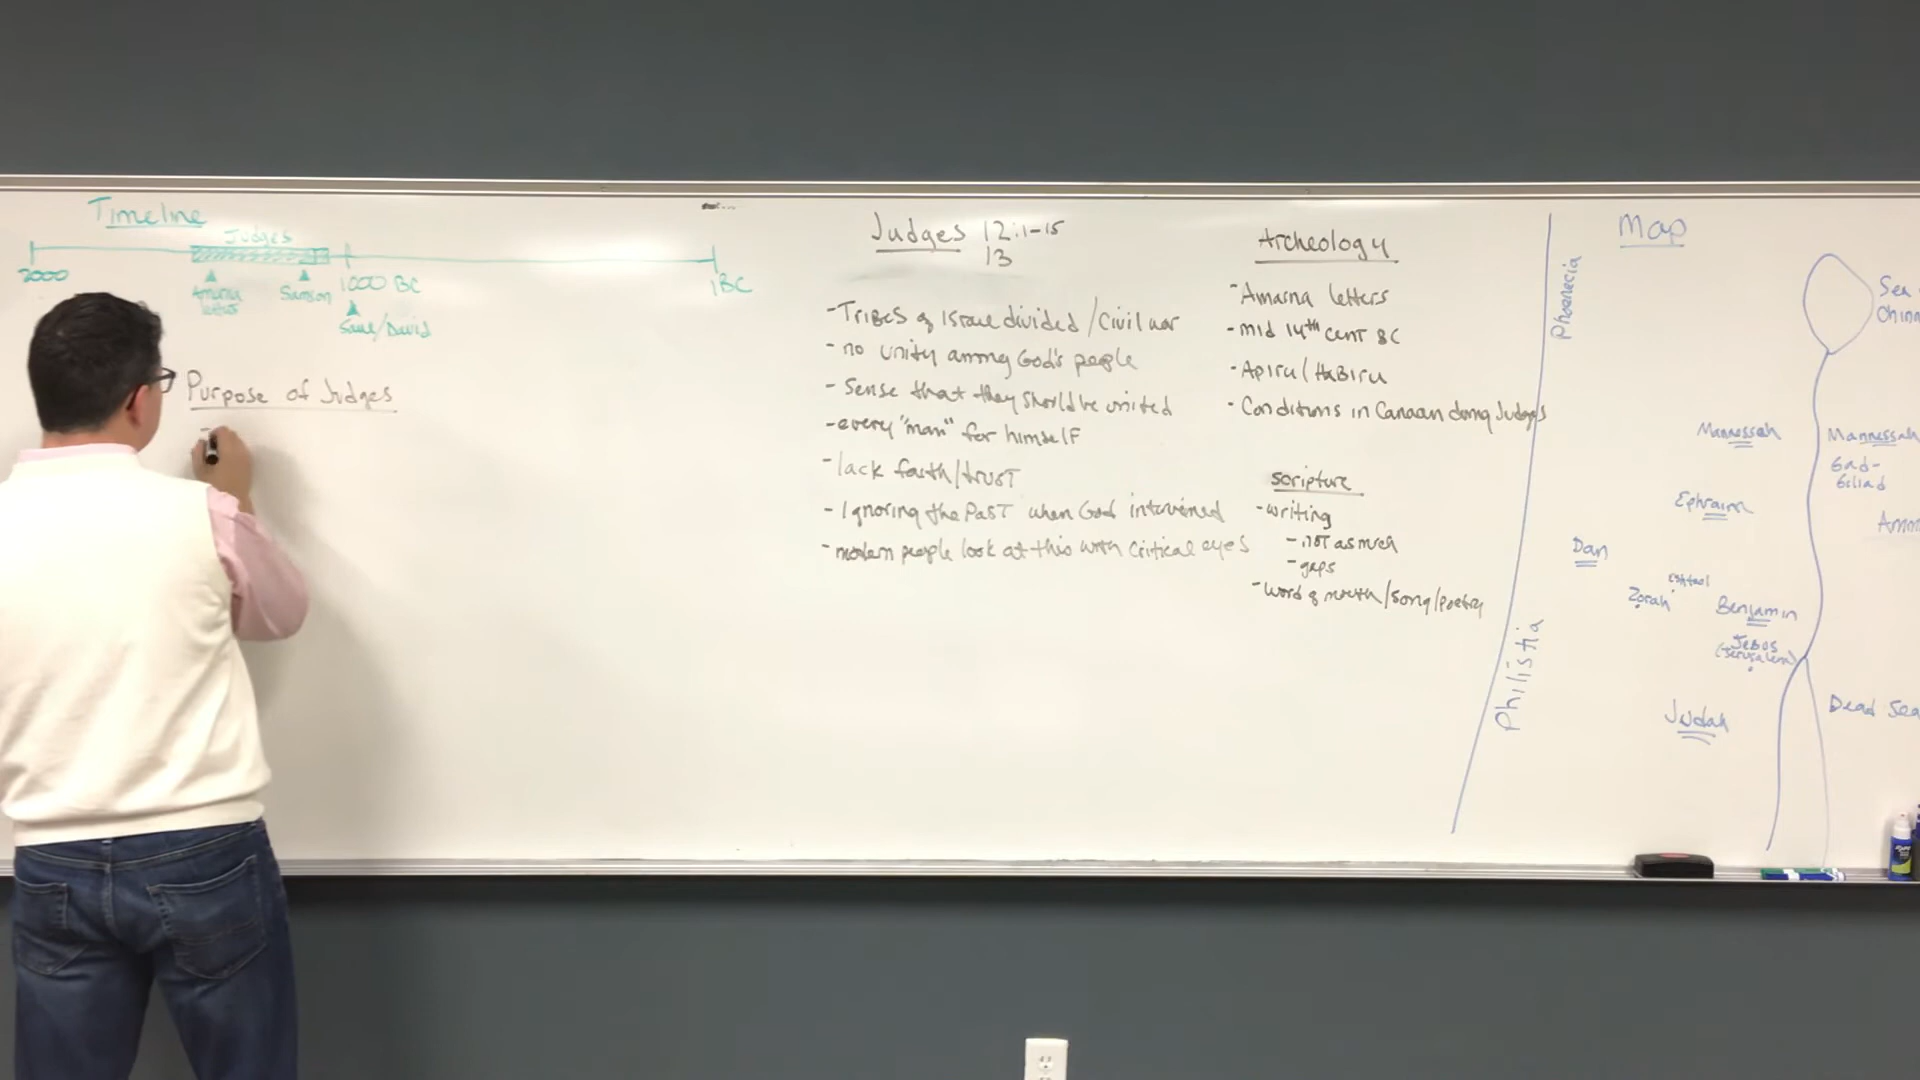 Timeline
Judges
2000
Amarna
letters
Samson
1000 BC
Saul/David
1BC
Purpose of Judges
-
Judges 12:1-15
13
-Tribes of Israel divided/Civil war
- no unity among God's people
- Sense that they should be united
-every "man" for himself
-lack faith/trust
- Ignoring the Past when God intervened
-modern people look at this with critical eyes
Archeology
-Amarna letters
-mid 14th cent BC
-Apiru/Habiru
-Conditions in Canaan during Judges
Scripture
-writing
-not as much
-gaps
-word of mouth/song/poetry
Map
Phonecia
Philistia
Sea
Chinn
Mannessah
Mannessah
Gad-
Giliad
Ephraim
Amm
Dan
Eshtaol
Zorah
Benjamin
Jebus
(Jerusalem)
Judah
Dead Sea